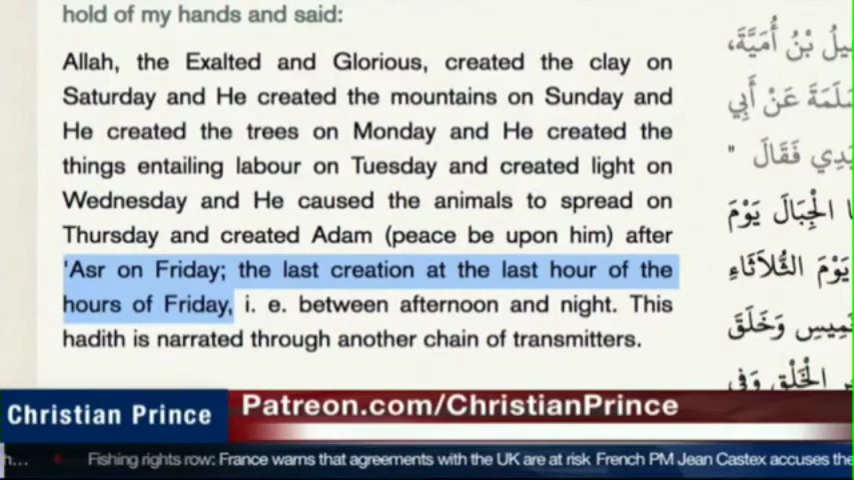 hold of my hands and said:
Allah, the Exalted and Glorious, created the clay on
Saturday and He created the mountains on Sunday and
He created the trees on Monday and He created the
things entailing labour on Tuesday and created light on
Wednesday and He caused the animals to spread on
Thursday and created Adam (peace be upon him) after
'Asr on Friday; the last creation at the last hour of the
hours of Friday, i. e. between afternoon and night. This
hadith is narrated through another chain of transmitters.
بْنُ أُمَيَّةَ،
عَنْ أَبِي
فَقَالَ "
الْجِبَالَ يَوْمَ
يَوْمَ الثُّلَاثَاءِ
وَخَلَقَ
الْخَلْقِ وَفِي
Christian Prince
Patreon.com/ChristianPrince
Fishing rights row: France warns that agreements with the UK are at risk French PM Jean Castex accuses the